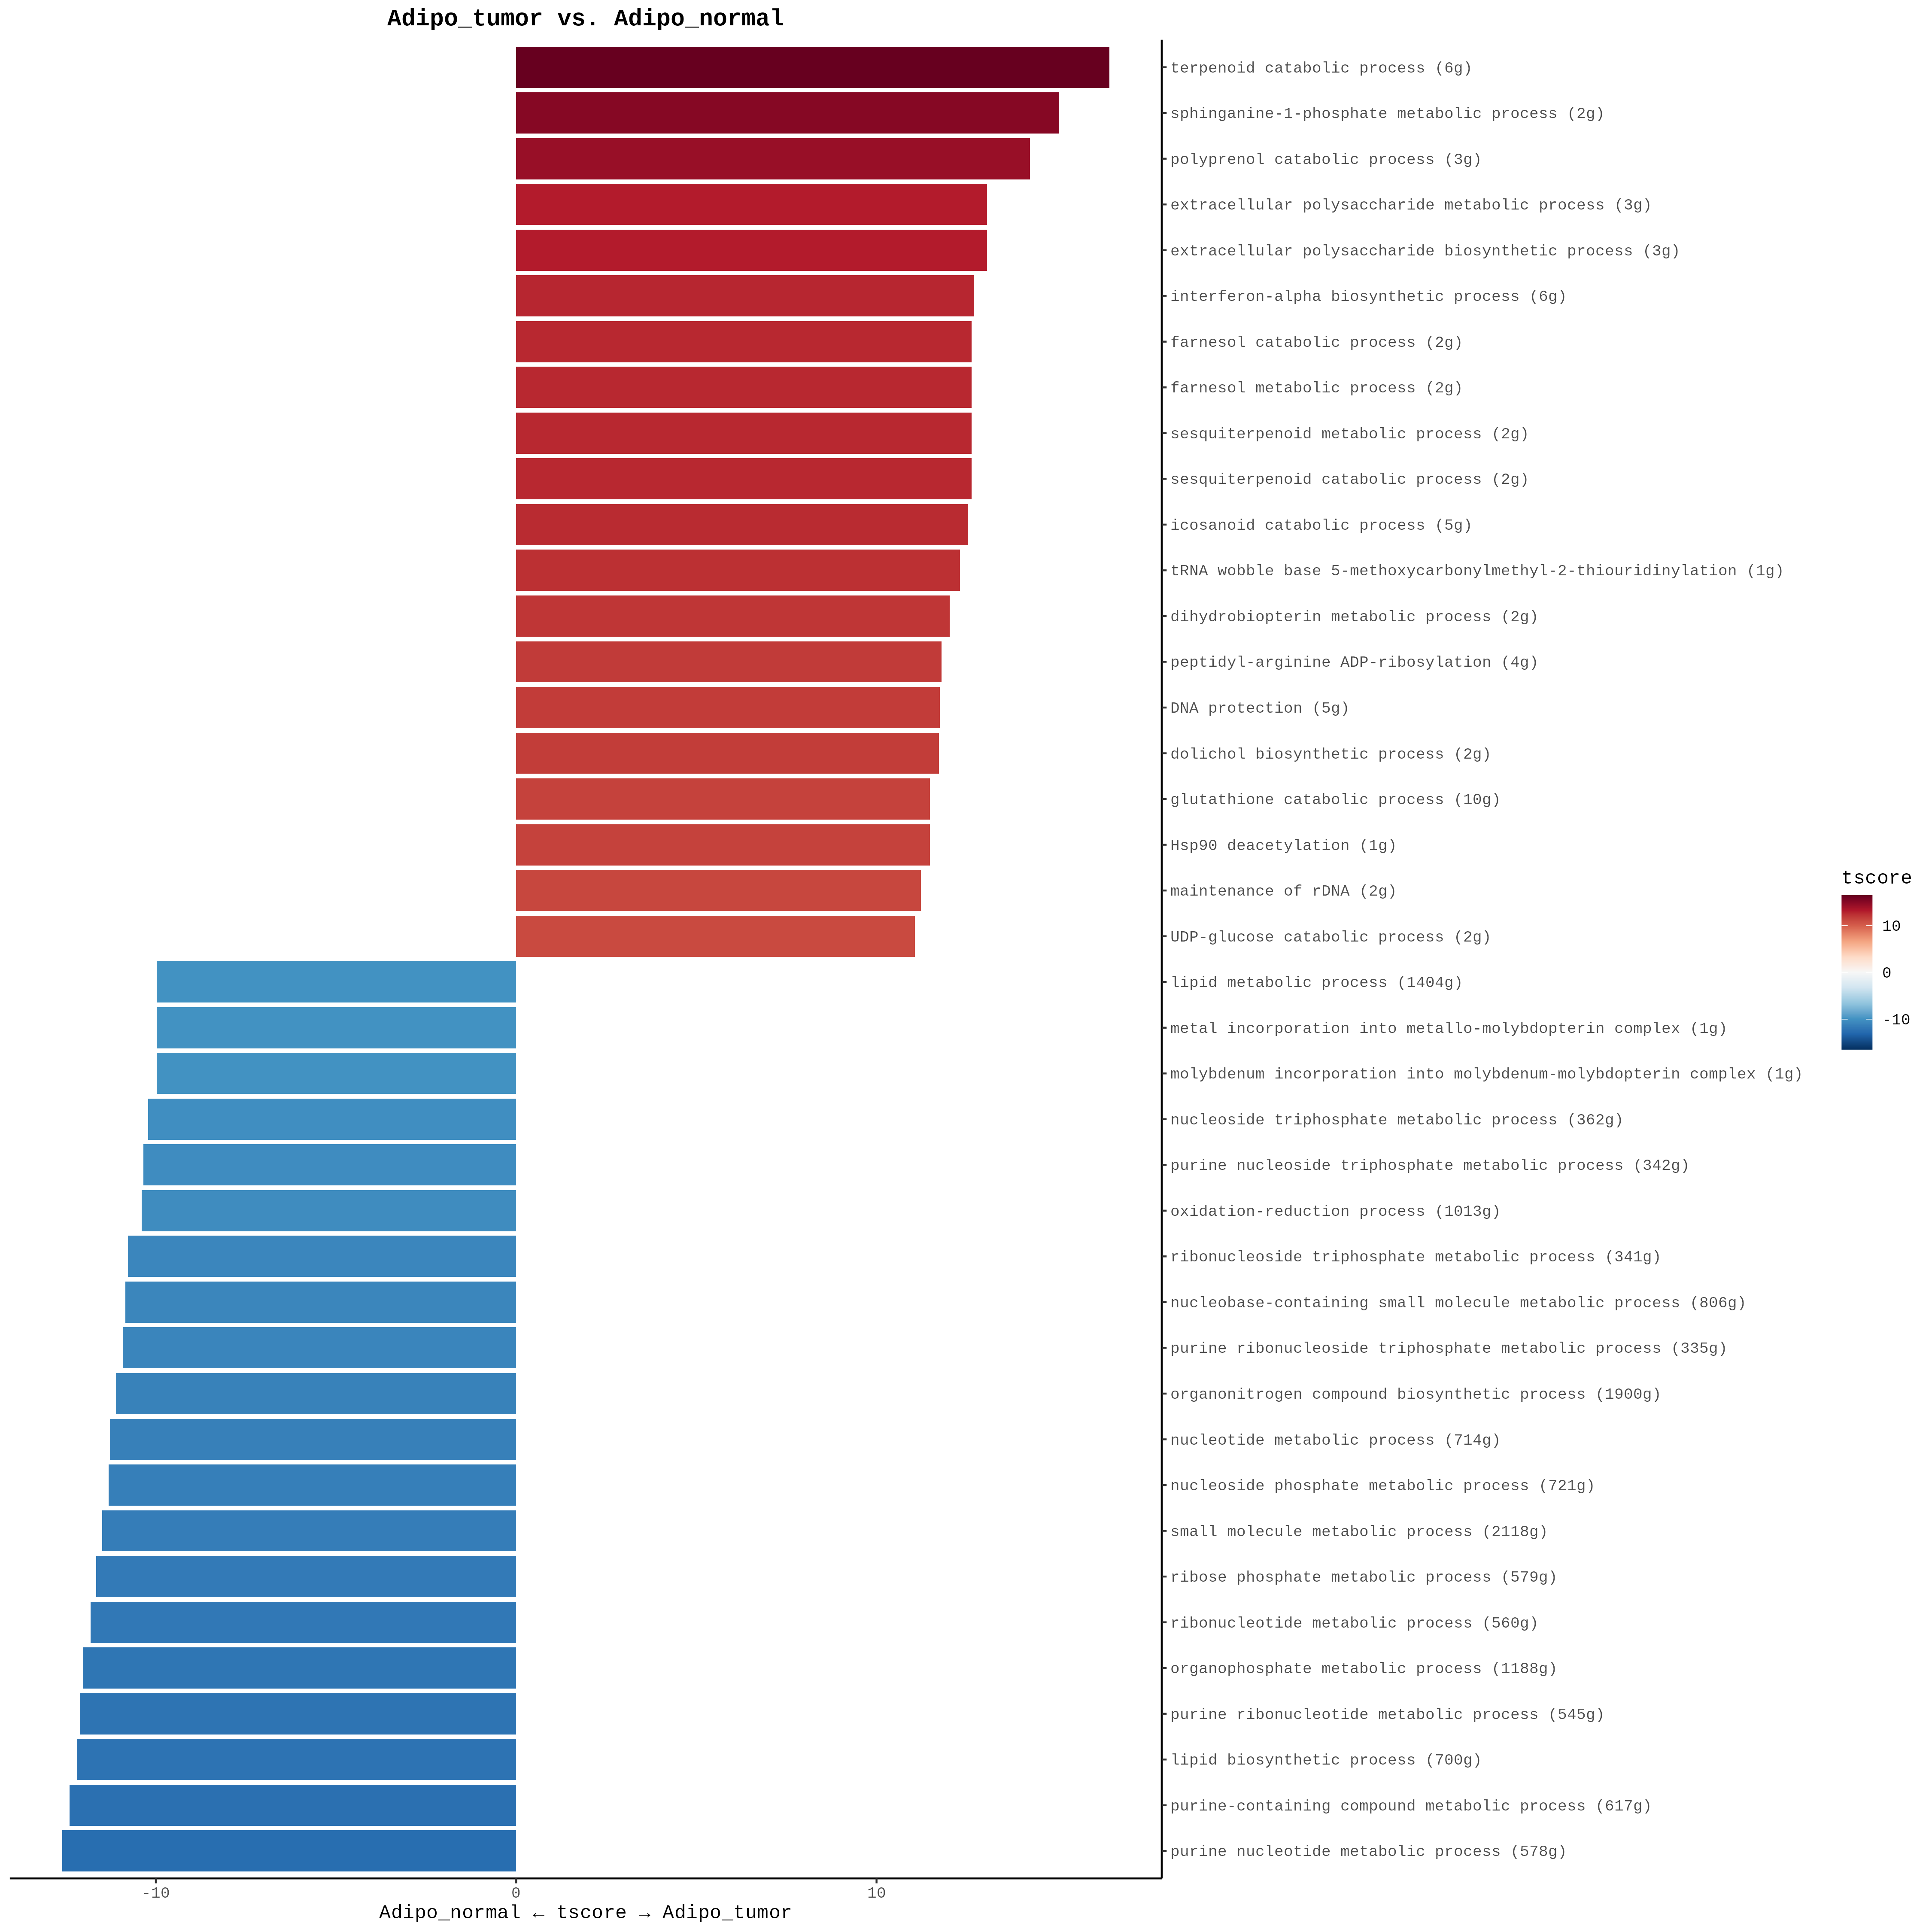 Adipo_tumor vs. Adipo_normal
terpenoid catabolic process (6g)
sphinganine-1-phosphate metabolic process (2g)
polyprenol catabolic process (3g)
extracellular polysaccharide metabolic process (3g)
extracellular polysaccharide biosynthetic process (3g)
interferon-alpha biosynthetic process (6g)
farnesol catabolic process (2g)
farnesol metabolic process (2g)
sesquiterpenoid metabolic process (2g)
sesquiterpenoid catabolic process (2g)
icosanoid catabolic process (5g)
tRNA wobble base 5-methoxycarbonylmethyl-2-thiouridinylation (1g)
dihydrobiopterin metabolic process (2g)
peptidyl-arginine ADP-ribosylation (4g)
DNA protection (5g)
dolichol biosynthetic process (2g)
glutathione catabolic process (10g)
Hsp90 deacetylation (1g)
maintenance of rDNA (2g)
UDP-glucose catabolic process (2g)
lipid metabolic process (1404g)
metal incorporation into metallo-molybdopterin complex (1g)
molybdenum incorporation into molybdenum-molybdopterin complex (1g)
nucleoside triphosphate metabolic process (362g)
purine nucleoside triphosphate metabolic process (342g)
oxidation-reduction process (1013g)
ribonucleoside triphosphate metabolic process (341g)
nucleobase-containing small molecule metabolic process (806g)
purine ribonucleoside triphosphate metabolic process (335g)
organonitrogen compound biosynthetic process (1900g)
nucleotide metabolic process (714g)
nucleoside phosphate metabolic process (721g)
small molecule metabolic process (2118g)
ribose phosphate metabolic process (579g)
ribonucleotide metabolic process (560g)
organophosphate metabolic process (1188g)
purine ribonucleotide metabolic process (545g)
lipid biosynthetic process (700g)
purine-containing compound metabolic process (617g)
purine nucleotide metabolic process (578g)
-10 0 10
Adipo_normal ← tscore → Adipo_tumor
tscore
10
0
-10